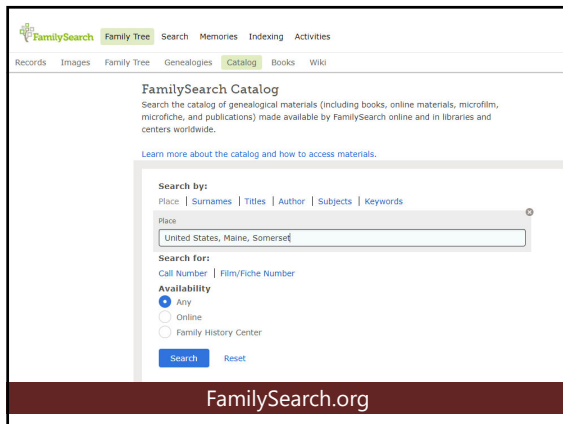 FamilySearch Family Tree Search Memories Indexing Activities
Records Images Family Tree Genealogies Catalog Books Wiki
FamilySearch Catalog
Search the catalog of genealogical materials (including books, online materials, microfilm,
microfiche, and publications) made available by FamilySearch online and in libraries and
centers worldwide.
Learn more about the catalog and how to access materials.
Search by:
Place | Surnames | Titles | Author | Subjects | Keywords
Place
United States, Maine, Somerset
Search for:
Call Number | Film/Fiche Number
Availability
Any
Online
Family History Center
Search Reset
FamilySearch.org